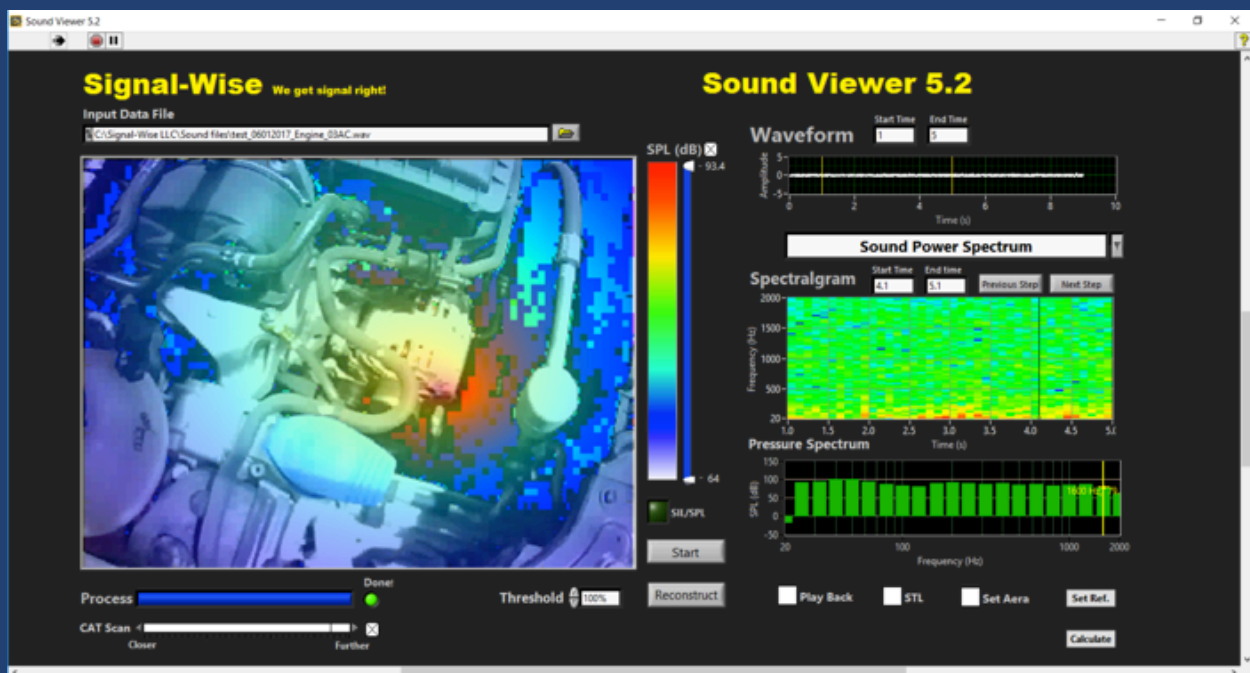 Sound Viewer 5.2
Signal-Wise We get signal right!
Sound Viewer 5.2
Input Data File
C:\Signal-Wise LLC\Sound files\test_06012017_Engine_03AC.wav
SPL (dB)
93.4
64
SIL/SPL
Start
Reconstruct
Waveform
Start Time
End Time
1
5
Amplitude
5
0
-5
0
2
4
6
8
10
Time (s)
Sound Power Spectrum
Spectralgram
Start Time
End time
4.1
5.1
Previous Step
Next Step
Frequency (Hz)
2000
1500
1000
500
20
1.0
1.5
2.0
2.5
3.0
3.5
4.0
4.5
5.0
Time (s)
Pressure Spectrum
SPL (dB)
150
100
50
0
-50
1600 Hz
20
100
1000
2000
Frequency (Hz)
Process
Done!
Threshold
100%
CAT Scan
Closer
Further
Play Back
STL
Set Aera
Set Ref.
Calculate